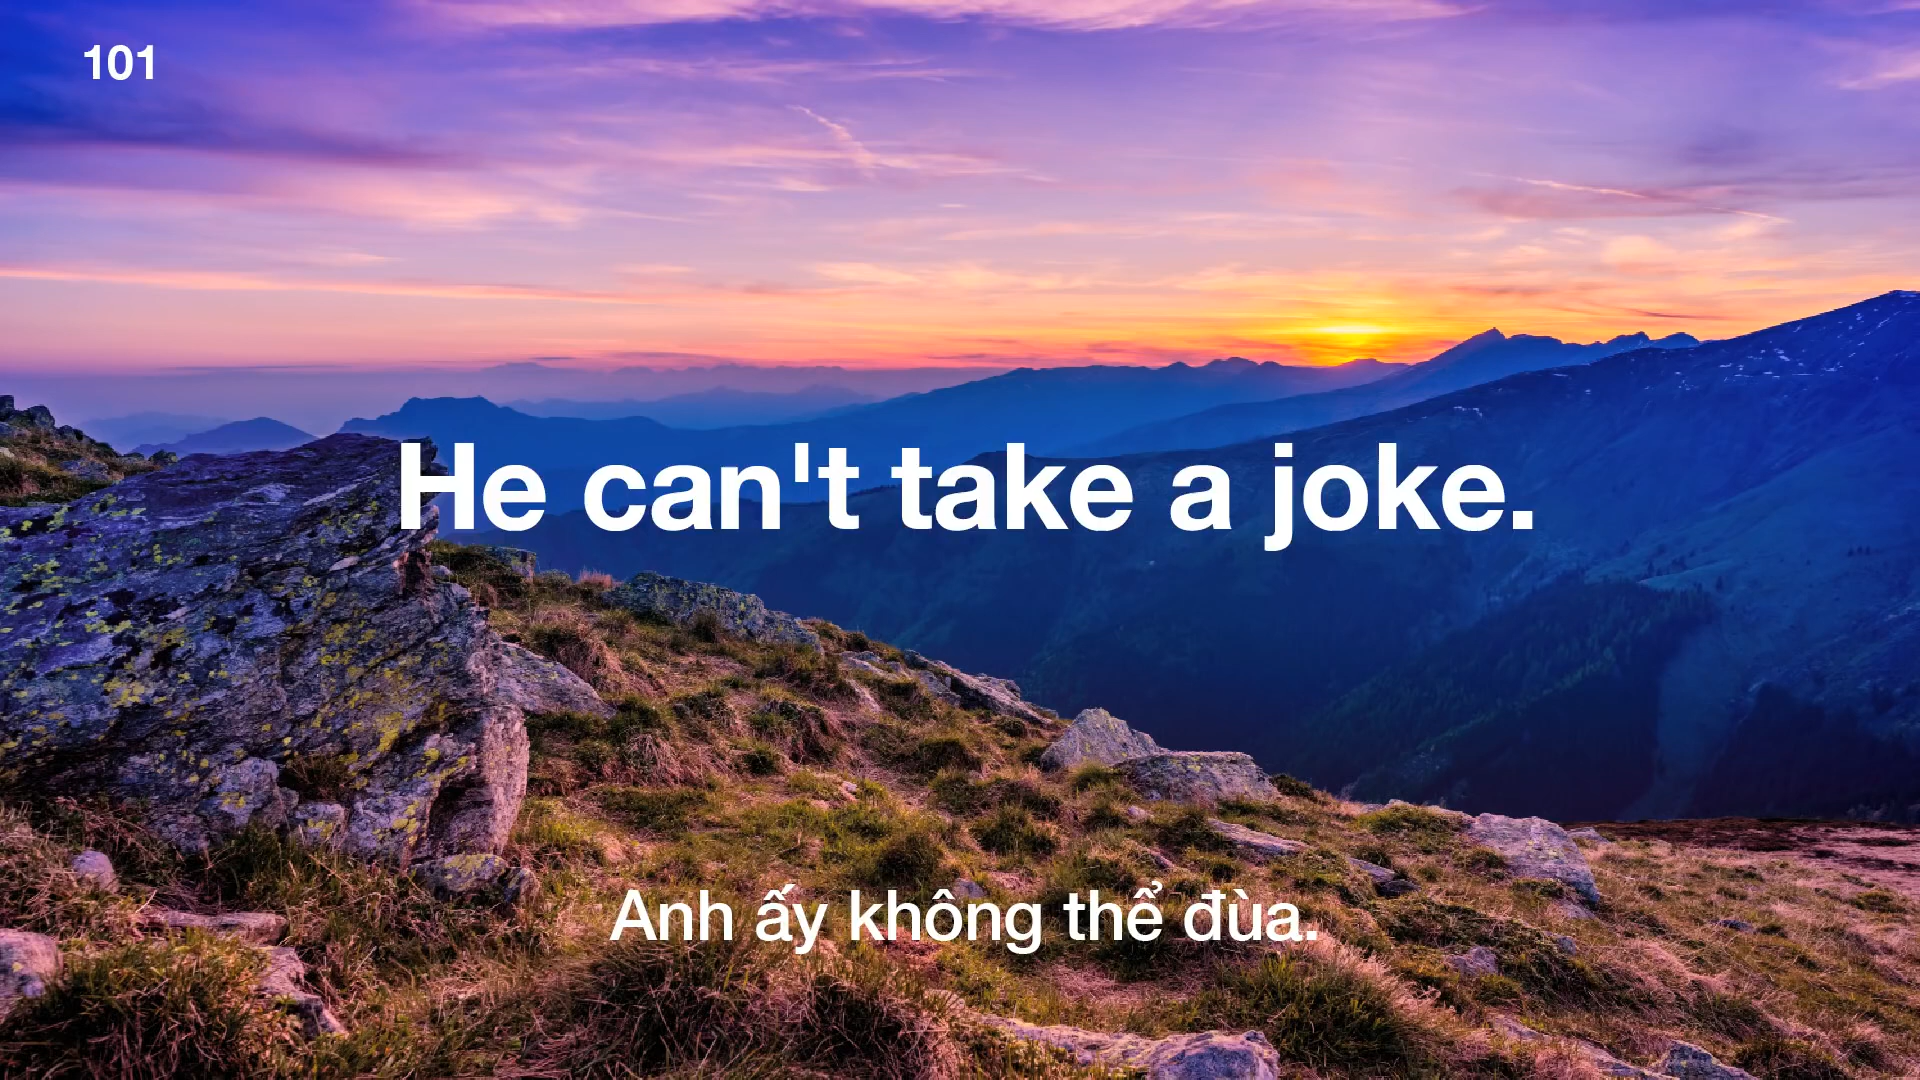 101
He can't take a joke.
Anh ấy không thể đùa.